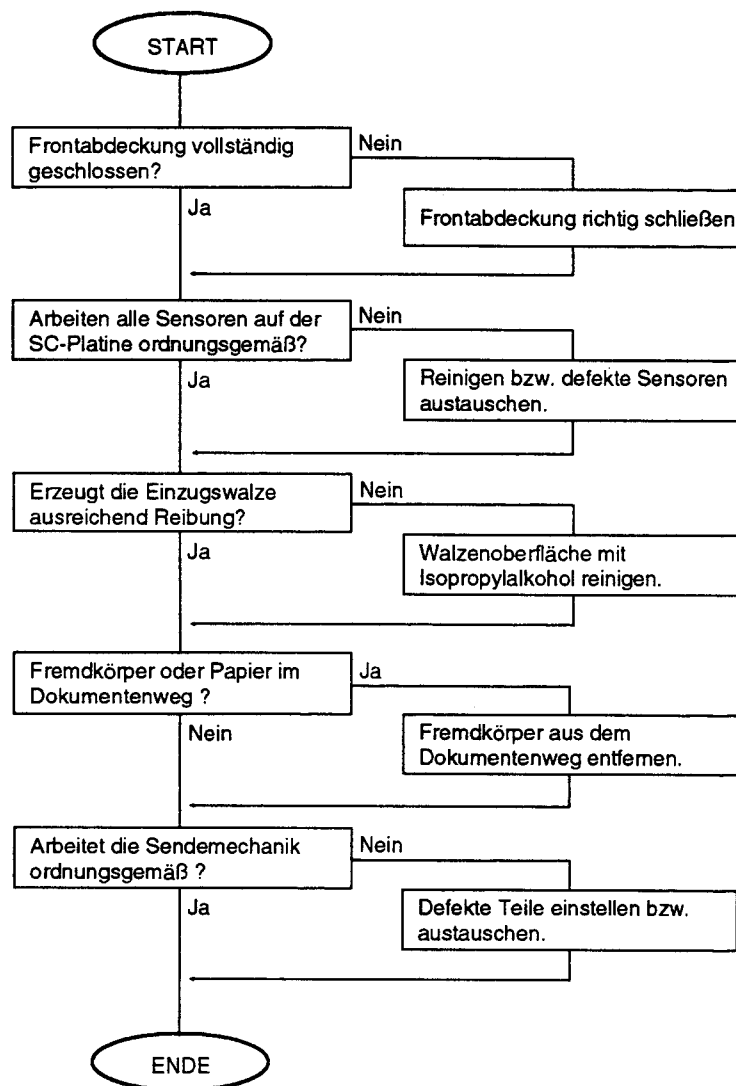 START
Frontabdeckung vollständig
geschlossen?
Nein
Ja
Frontabdeckung richtig schließen
Arbeiten alle Sensoren auf der
SC-Platine ordnungsgemäß?
Nein
Ja
Reinigen bzw. defekte Sensoren
austauschen.
Erzeugt die Einzugswalze
ausreichend Reibung?
Nein
Ja
Walzenoberfläche mit
Isopropylalkohol reinigen.
Fremdkörper oder Papier im
Dokumentenweg ?
Ja
Nein
Fremdkörper aus dem
Dokumentenweg entfernen.
Arbeitet die Sendemechanik
ordnungsgemäß ?
Nein
Ja
Defekte Teile einstellen bzw.
austauschen.
ENDE